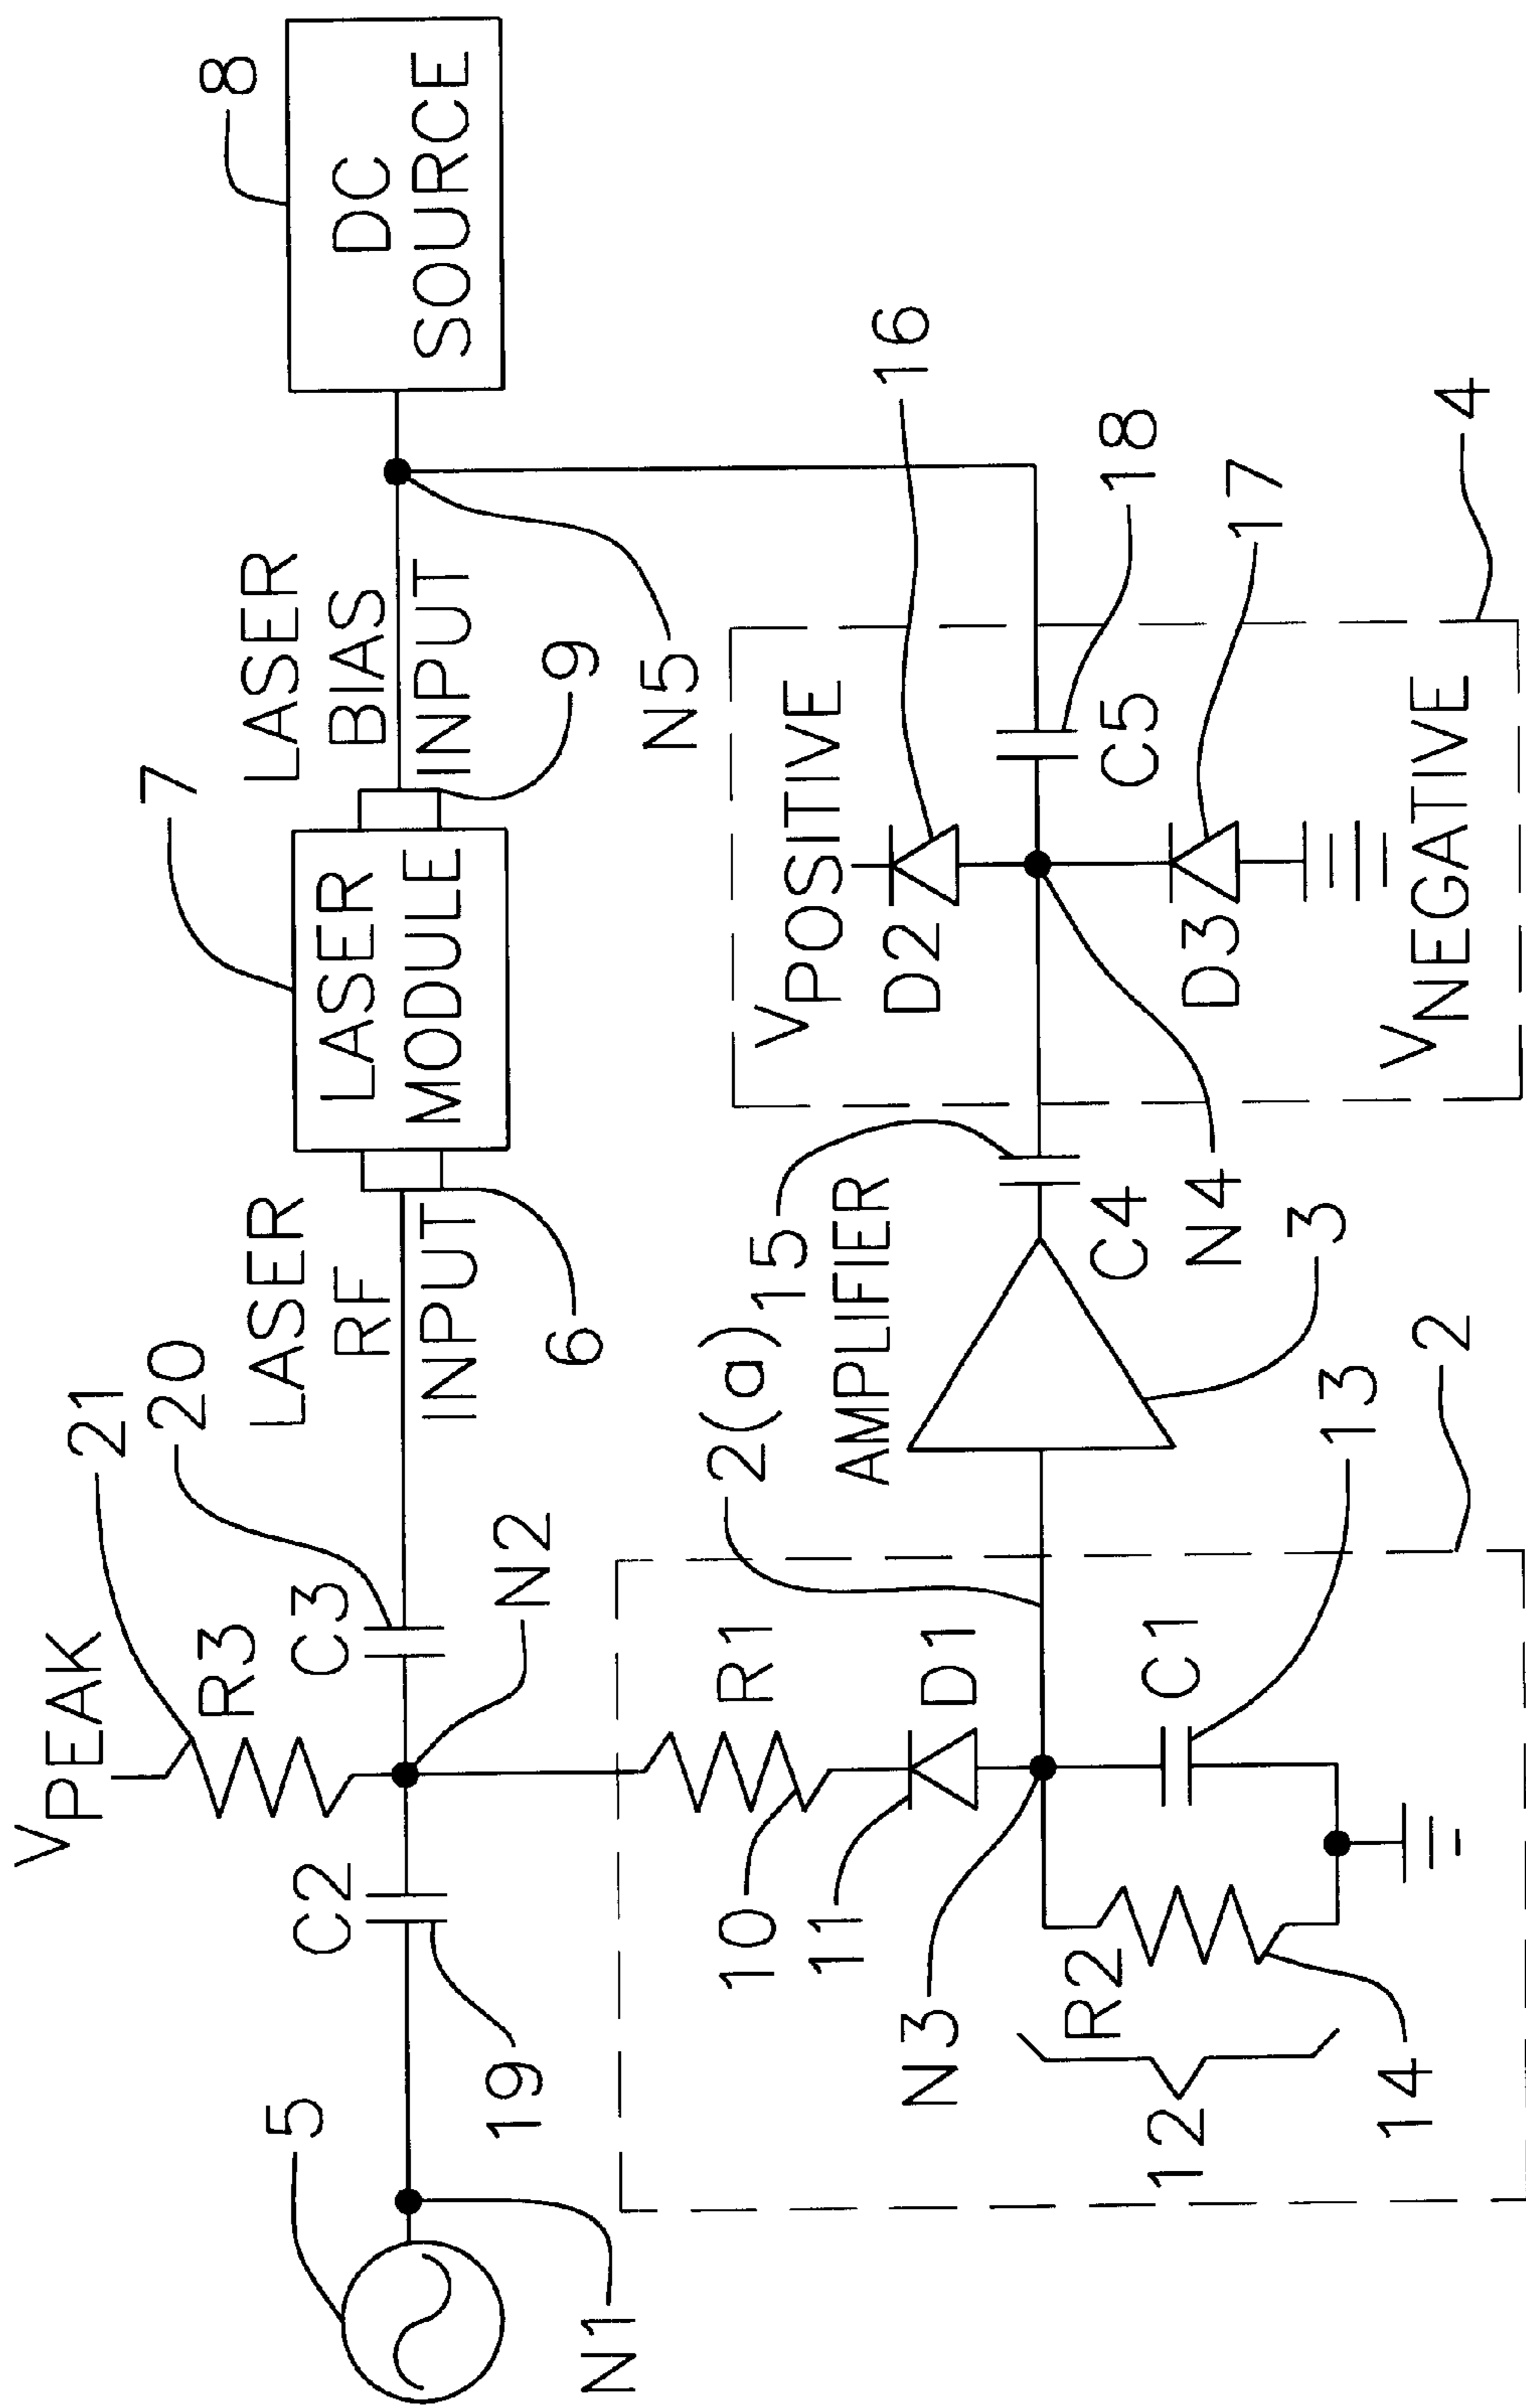 VPEAK
21
R3
20
C3
C2
5
19
N1
N2
LASER
RF
INPUT
6
7
LASER
MODULE
LASER
BIAS
INPUT
9
8
DC
SOURCE
N5
10
R1
11
D1
N3
R2
12
14
C1
13
2
2(a)
15
AMPLIFIER
3
C4
N4
VPOSITIVE
D2
16
C5
18
D3
17
VNEGATIVE
4